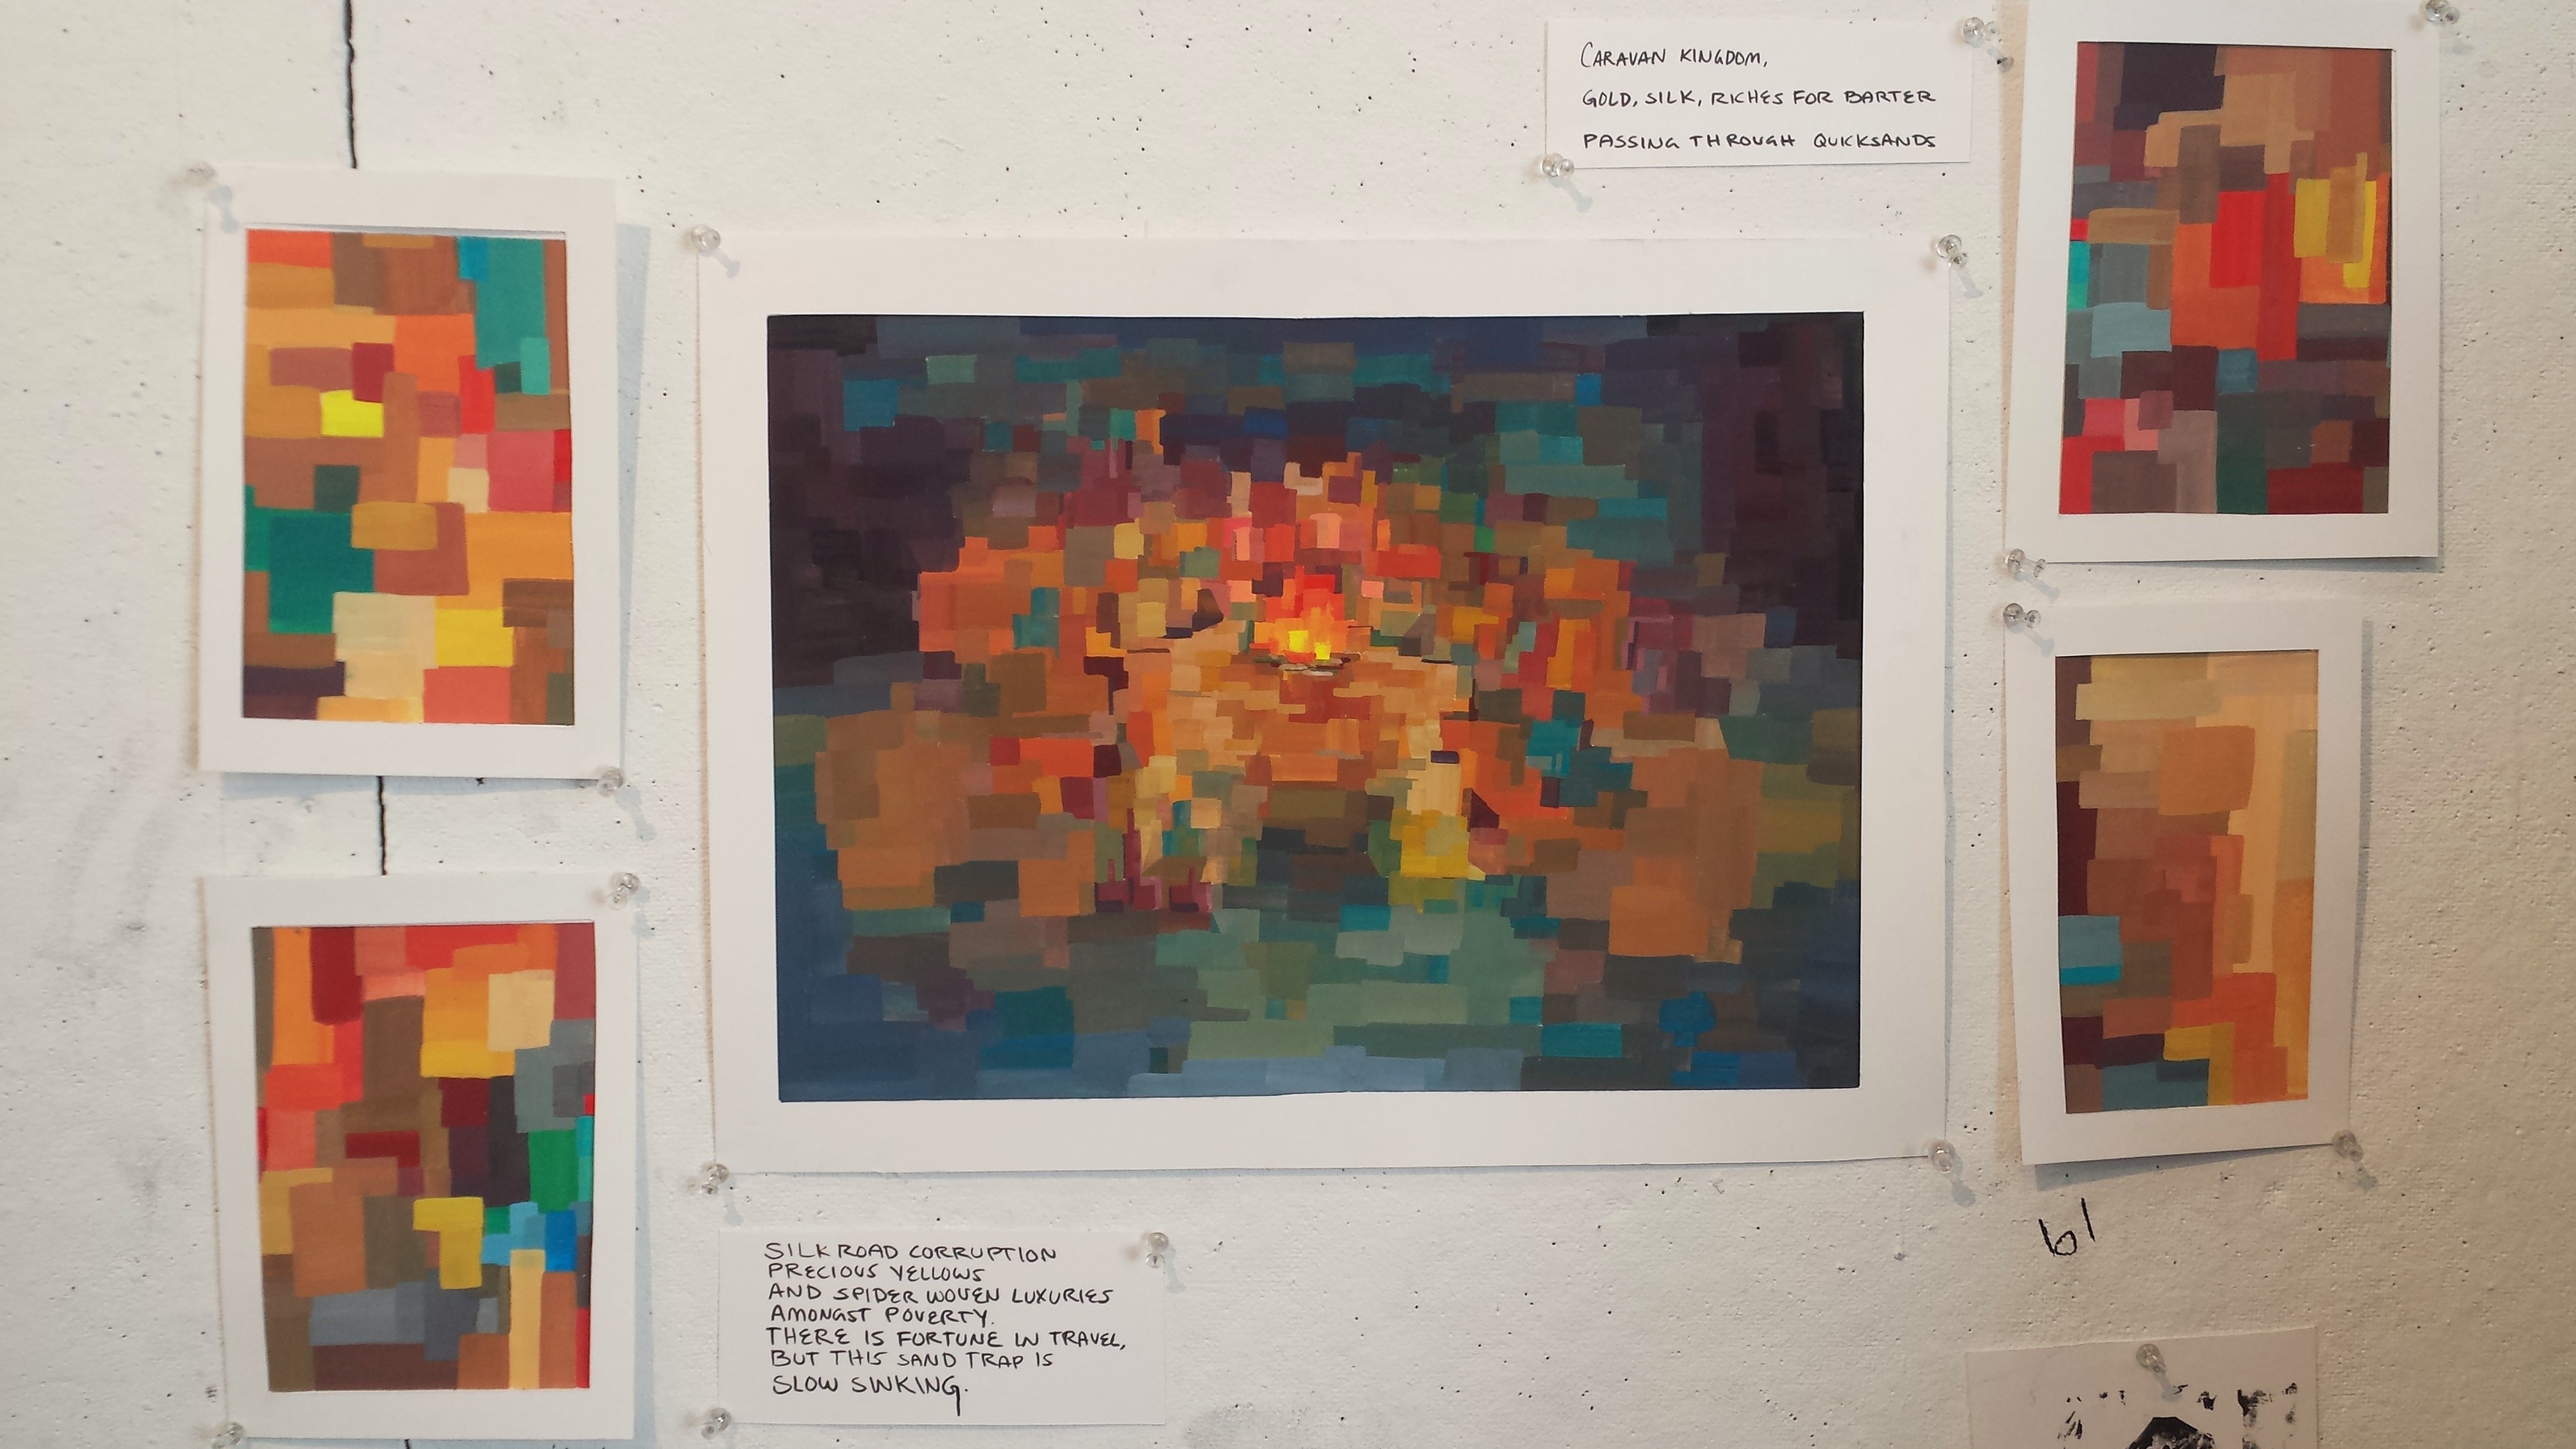 CARAVAN KINGDOM,
GOLD, SILK, RICHES FOR BARTER
PASSING THROUGH QUICKSANDS
SILK ROAD CORRUPTION
PRECIOUS YELLOWS
AND SPIDER WOVEN LUXURIES
AMONGST POVERTY.
THERE IS FORTUNE IN TRAVEL,
BUT THIS SAND TRAP IS
SLOW SINKING.